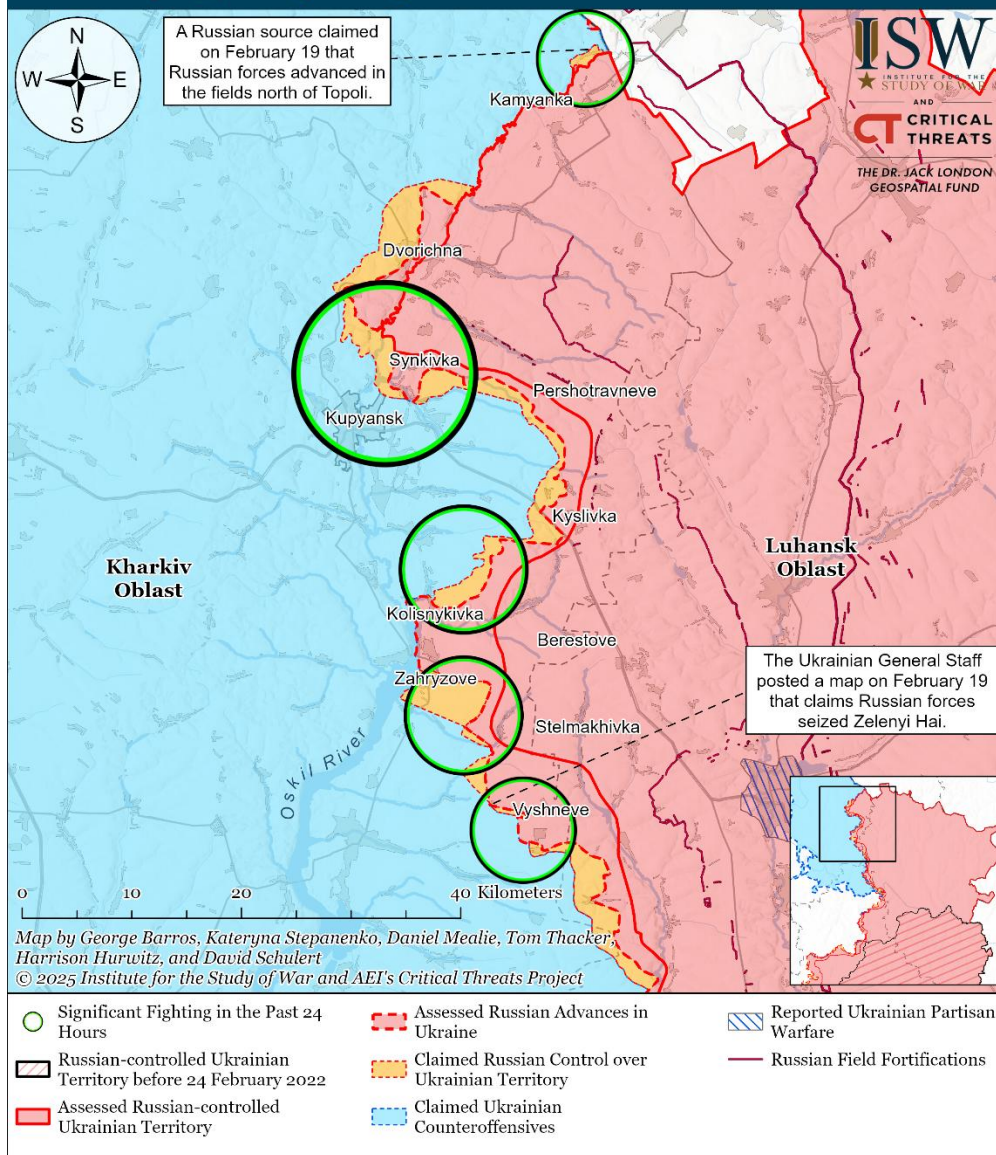 N
W
E
S
A Russian source claimed
on February 19 that
Russian forces advanced in
the fields north of Topoli.
ISW
INSTITUTE FOR THE
STUDY OF WAR
AND
CT CRITICAL
THREATS
THE DR. JACK LONDON
GEOSPATIAL FUND
Kamyanka
Dvorichna
Synkivka
Pershotravneve
Kupyansk
Kyslivka
Kharkiv
Oblast
Luhansk
Oblast
Kolisnykivka
Berestove
Zahryzove
The Ukrainian General Staff
posted a map on February 19
that claims Russian forces
seized Zelenyi Hai.
Stelmakhivka
Oskil River
Vyshneve
0 20 40 Kilometers
Map by George Barros, Kateryna Stepanenko, Daniel Mealie, Tom Thacker,
Harrison Hurwitz, and David Schulert
© 2025 Institute for the Study of War and AEI's Critical Threats Project
Significant Fighting in the Past 24
Hours
Russian-controlled Ukrainian
Territory before 24 February 2022
Assessed Russian-controlled
Ukrainian Territory
Assessed Russian Advances in
Ukraine
Claimed Russian Control over
Ukrainian Territory
Claimed Ukrainian
Counteroffensives
Reported Ukrainian Partisan
Warfare
Russian Field Fortifications